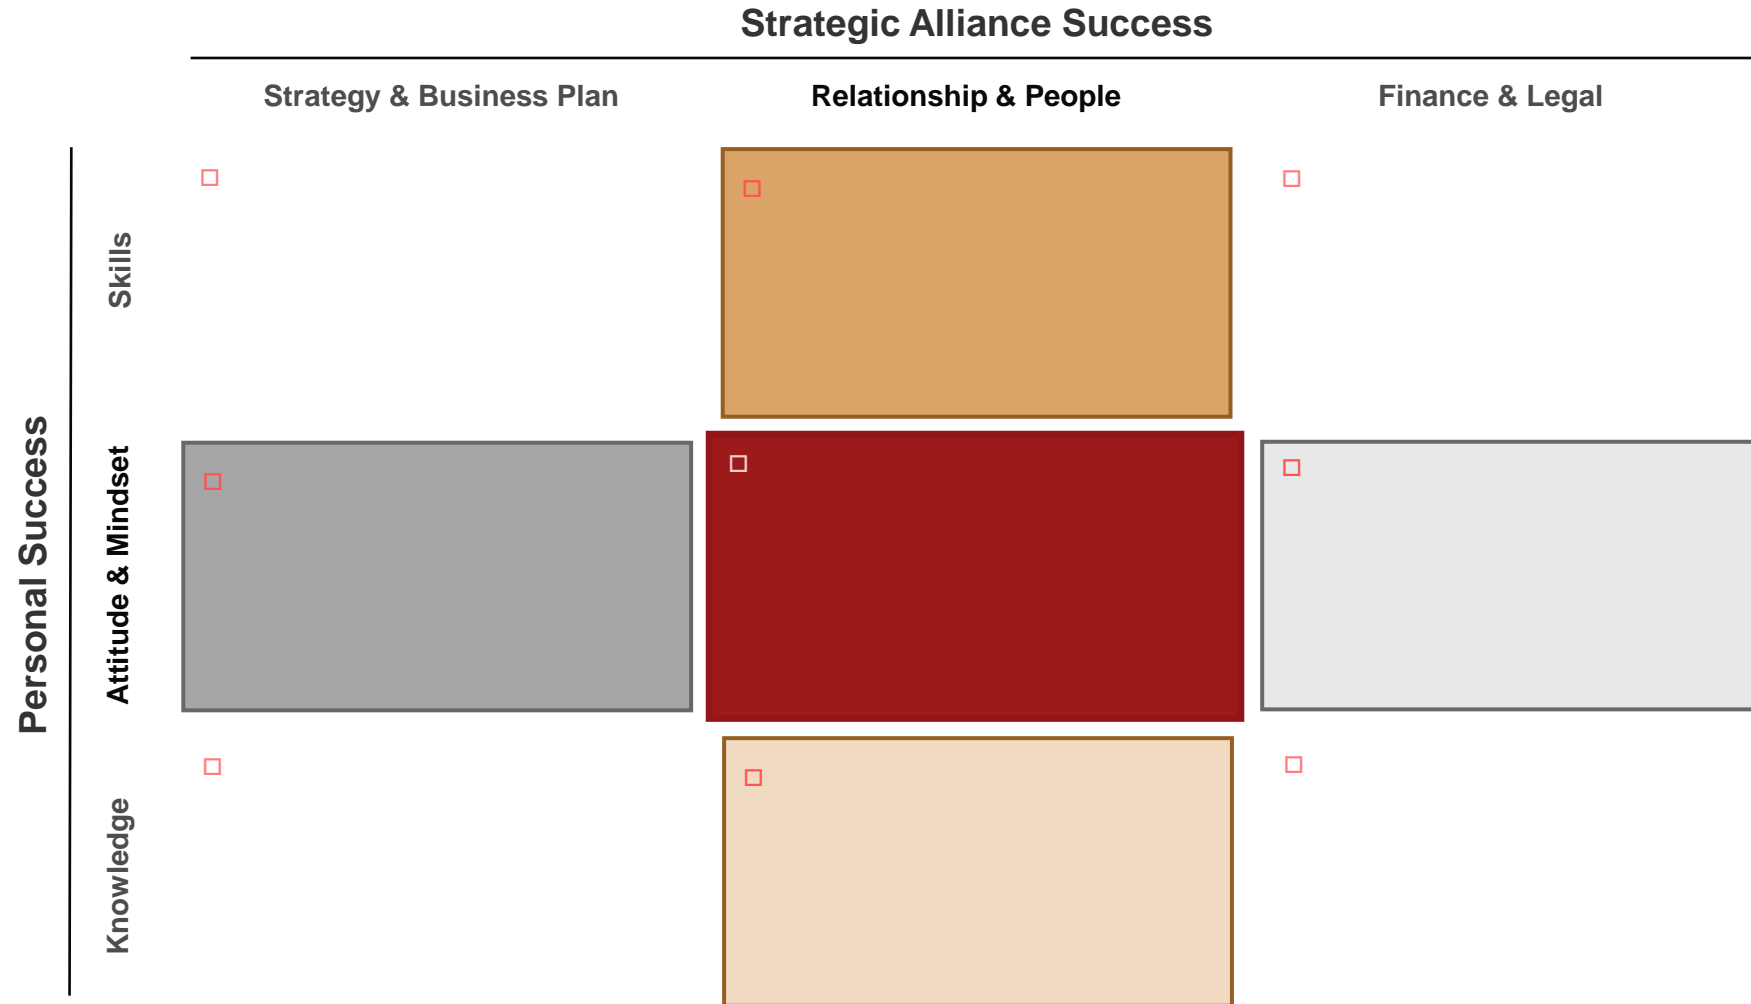 Strategic Alliance Success
Strategy & Business Plan
Relationship & People
Finance & Legal
Personal Success
Skills
Attitude & Mindset
Knowledge